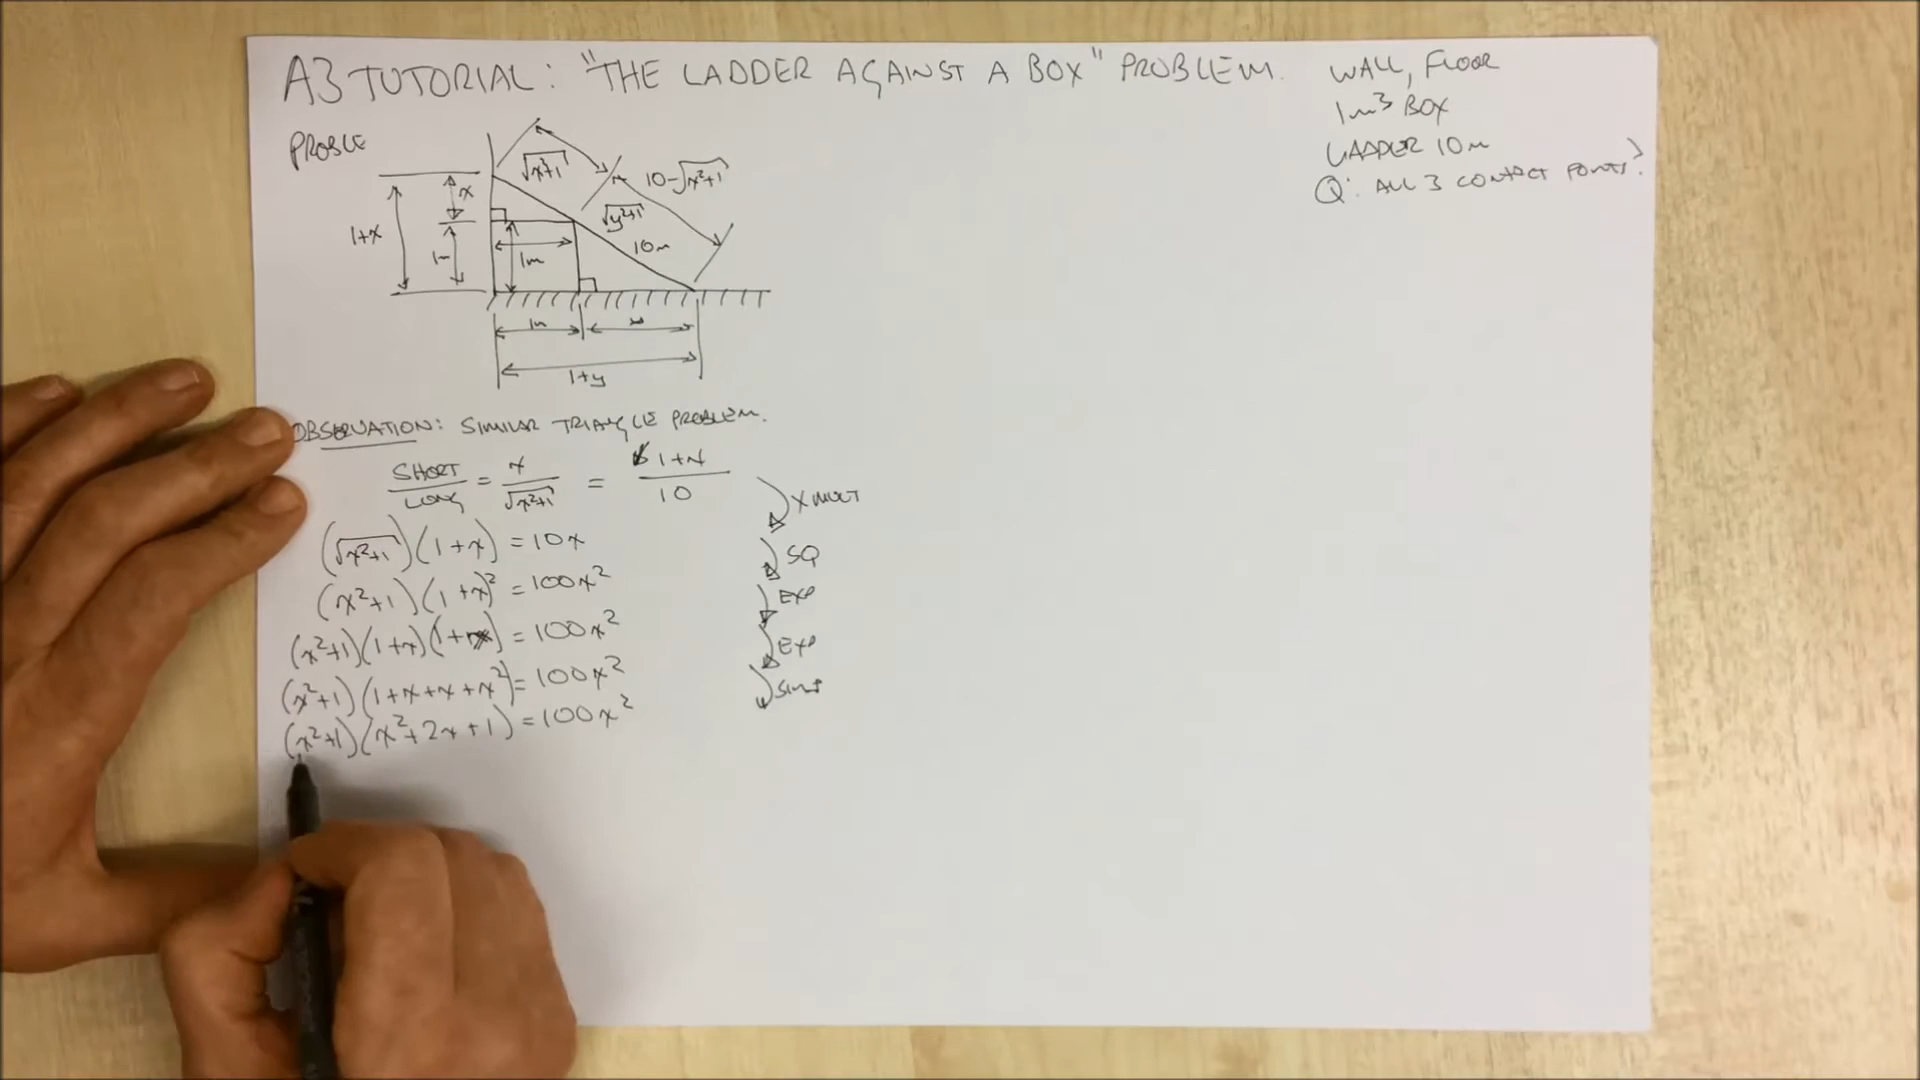 A3 TUTORIAL: "THE LADDER AGAINST A BOX" PROBLEM.
WALL, FLOOR
1m³ BOX
LADDER 10m
Q: ALL 3 CONTACT POINTS?
PROBLE
√x²+1
10-√x²+1
x
√y²+1
1+x
10m
1m
1m
1m
1+y
OBSERVATION: SIMILAR TRIANGLE PROBLEM.
SHORT/LONG = x/√x²+1 = 1+x/10
XMULT
(√x²+1)(1+x) = 10x
SQ
(x²+1)(1+x)² = 100x²
EXP
(x²+1)(1+x)(1+x) = 100x²
EXP
(x²+1)(1+x+x+x²) = 100x²
SIMP
(x²+1)(x²+2x+1) = 100x²